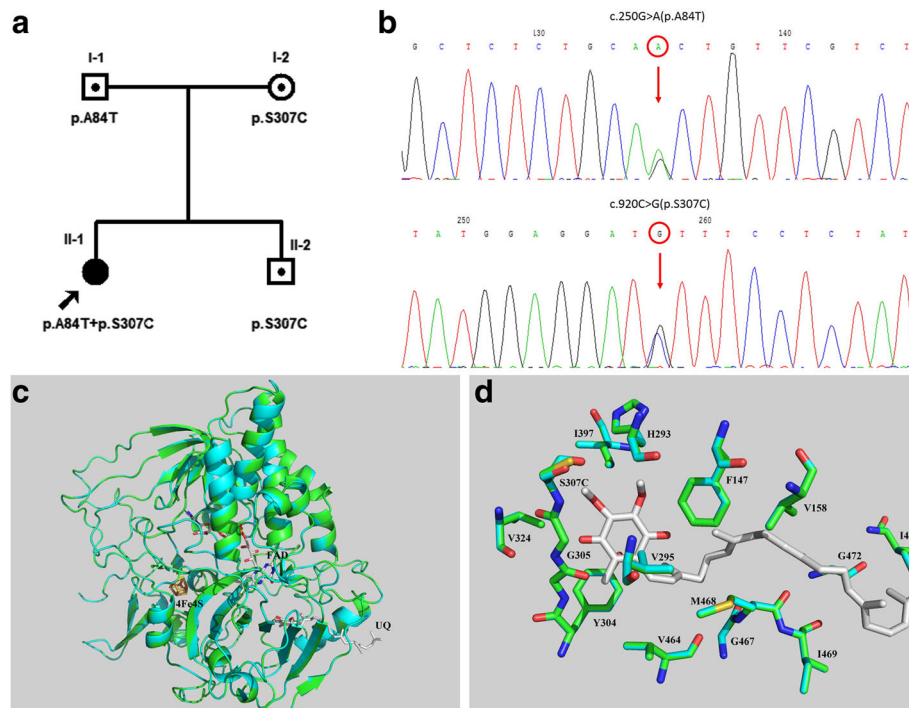 a
I-1
I-2
p.A84T
p.S307C
II-1
II-2
p.A84T+p.S307C
p.S307C
b
c.250G>A(p.A84T)
130
140
G C T C T C T G C A A C T G T T C G T C T
c.920C>G(p.S307C)
250
260
T A T G G A G G A T G T T T C C T C T A T
c
FAD
4Fe4S
UQ
d
I397
H293
S307C
F147
V158
V324
G305
V295
G472
I4
M468
Y304
G467
V464
I469